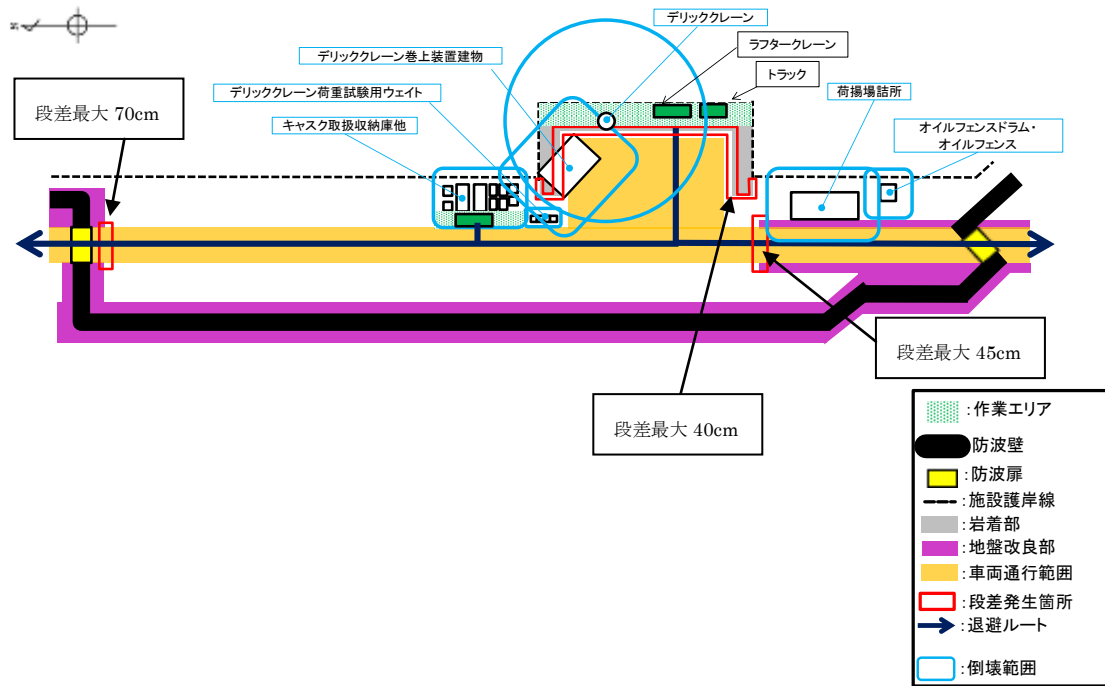 N
デリッククレーン
ラフタークレーン
デリッククレーン巻上装置建物
トラック
段差最大 70cm
デリッククレーン荷重試験用ウェイト
荷揚場詰所
キャスク取扱収納庫他
オイルフェンスドラム・
オイルフェンス
段差最大 45cm
段差最大 40cm
:作業エリア
防波壁
:防波扉
:施設護岸線
:岩着部
:地盤改良部
:車両通行範囲
:段差発生箇所
:退避ルート
:倒壊範囲